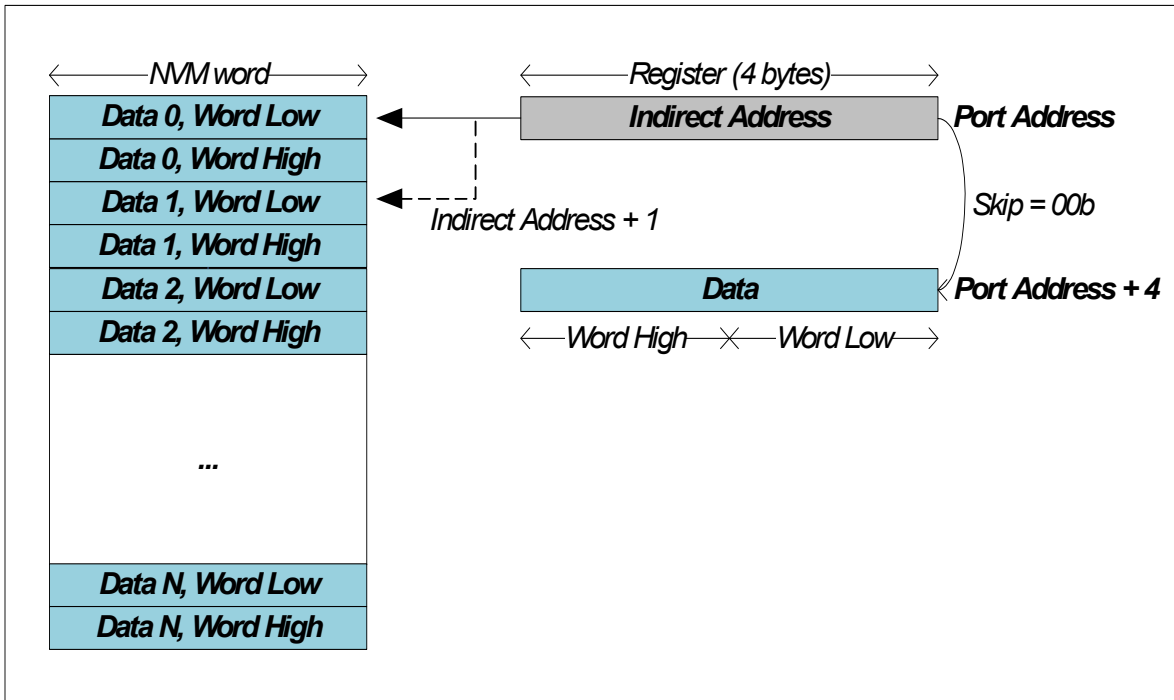 NVM word
Data 0, Word Low
Data 0, Word High
Data 1, Word Low
Data 1, Word High
Data 2, Word Low
Data 2, Word High
...
Data N, Word Low
Data N, Word High
Register (4 bytes)
Indirect Address
Port Address
Indirect Address + 1
Skip = 00b
Data
Port Address + 4
Word High
Word Low